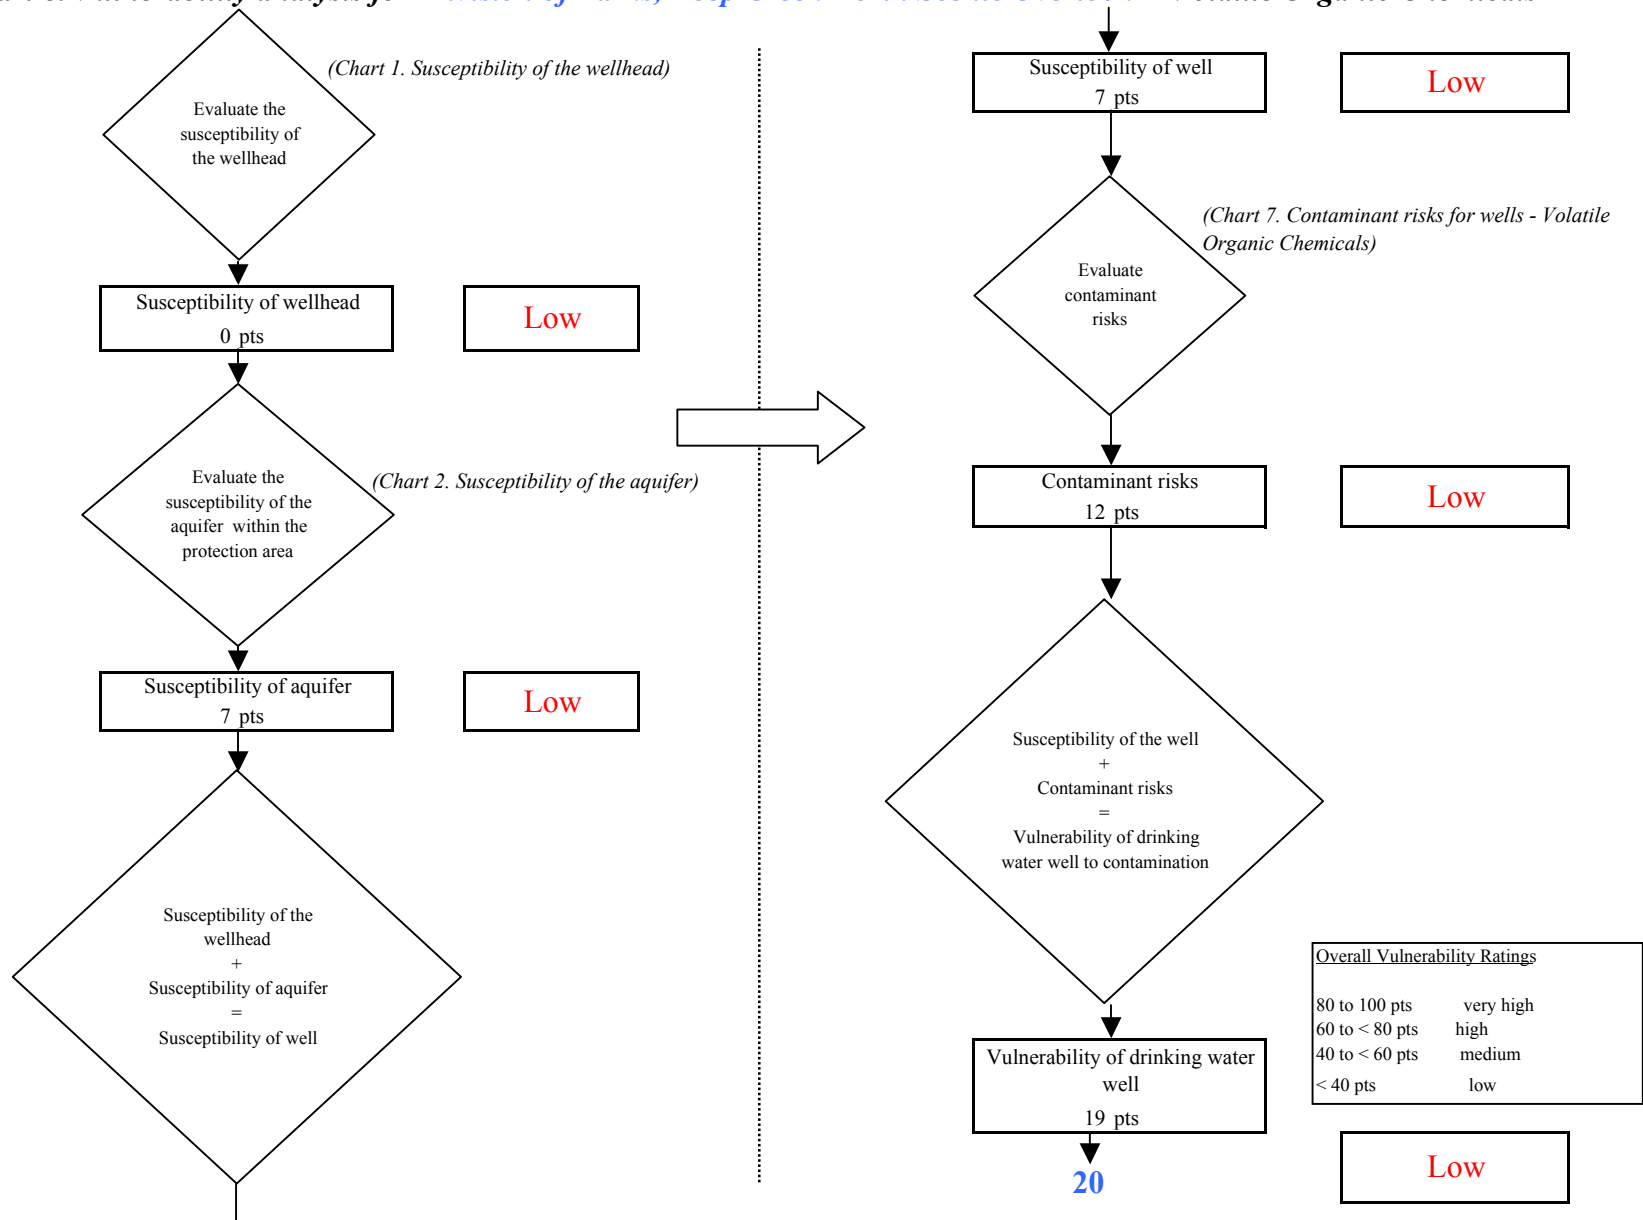 (Chart 1. Susceptibility of the wellhead)
Evaluate the
susceptibility of
the wellhead
Susceptibility of wellhead
0 pts
Low
(Chart 2. Susceptibility of the aquifer)
Evaluate the
susceptibility of the
aquifer within the
protection area
Susceptibility of aquifer
7 pts
Low
Susceptibility of the
wellhead
+
Susceptibility of aquifer
=
Susceptibility of well
Susceptibility of well
7 pts
Low
(Chart 7. Contaminant risks for wells - Volatile
Organic Chemicals)
Evaluate
contaminant
risks
Contaminant risks
12 pts
Low
Susceptibility of the well
+
Contaminant risks
=
Vulnerability of drinking
water well to contamination
Overall Vulnerability Ratings
80 to 100 pts very high
60 to < 80 pts high
40 to < 60 pts medium
< 40 pts low
Vulnerability of drinking water
well
19 pts
20
Low